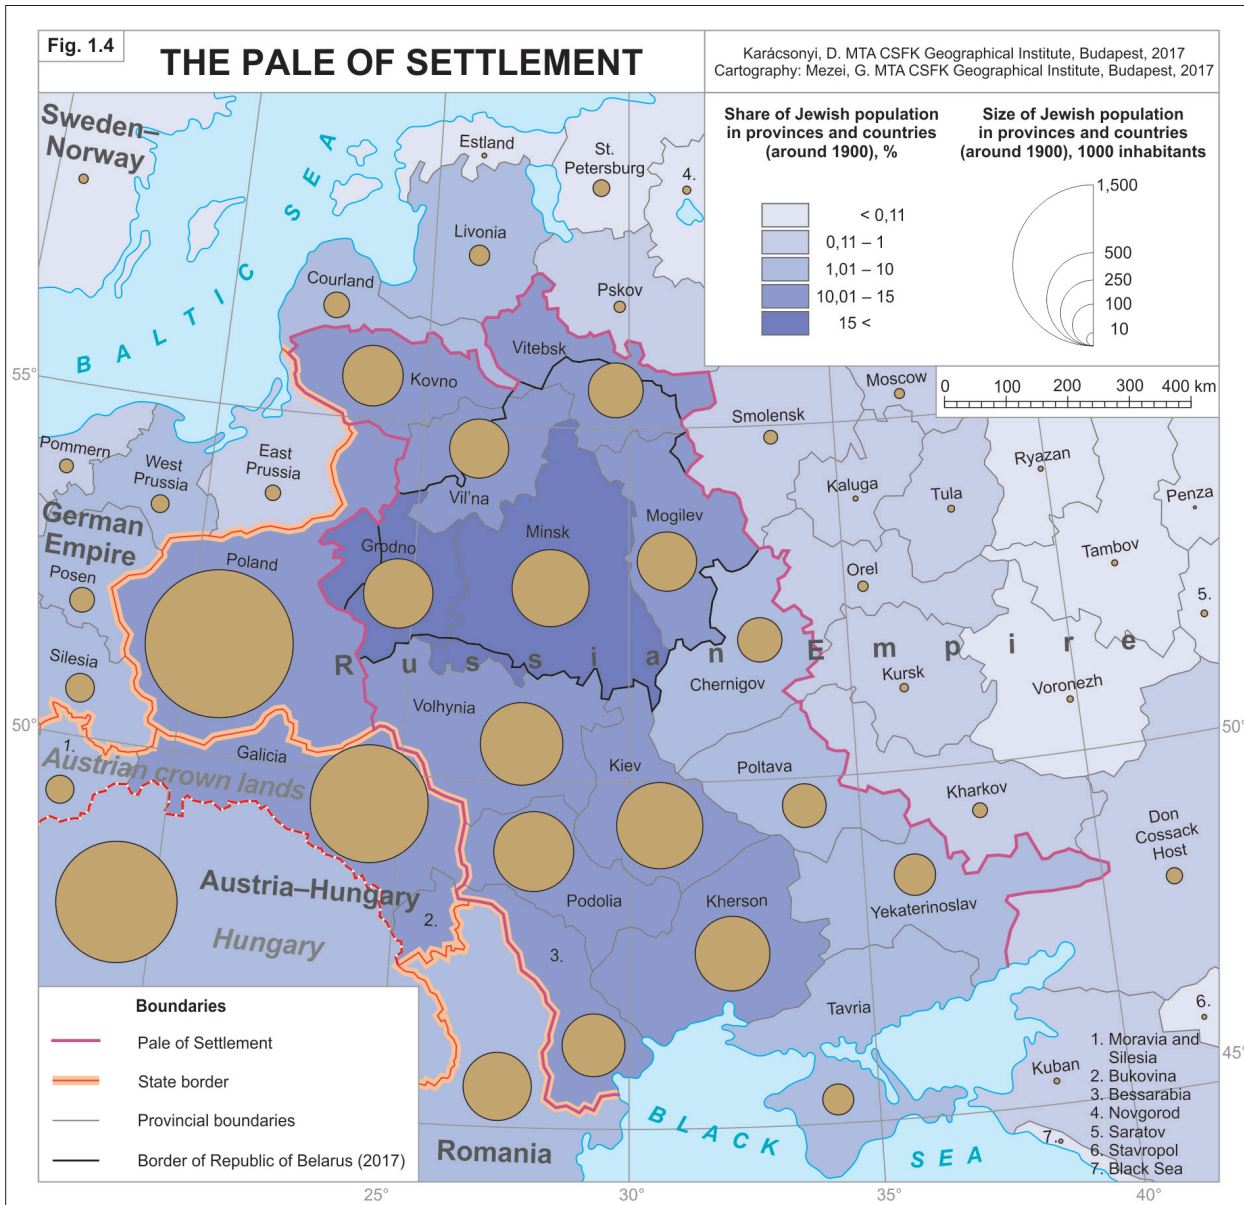 Fig. 1.4
THE PALE OF SETTLEMENT
Karácsonyi, D. MTA CSFK Geographical Institute, Budapest, 2017
Cartography: Mezei, G. MTA CSFK Geographical Institute, Budapest, 2017
Share of Jewish population
in provinces and countries
(around 1900), %
< 0,11
0,11 – 1
1,01 – 10
10,01 – 15
15 <
Size of Jewish population
in provinces and countries
(around 1900), 1000 inhabitants
1,500
500
250
100
10
0 100 200 300 400 km
Sweden–
Norway
BALTIC SEA
Estland
St.
Petersburg
4.
Livonia
Courland
Pskov
Vitebsk
Kovno
Moscow
Smolensk
55°
Pommern
West
Prussia
East
Prussia
Vil'na
Kaluga
Tula
Ryazan
Penza
German
Empire
Grodno
Minsk
Mogilev
Tambov
Poland
Posen
Orel
5.
Russian Empire
Silesia
Chernigov
Kursk
Voronezh
50°
50°
1.
Galicia
Volhynia
Kiev
Poltava
Kharkov
Austrian crown lands
Don
Cossack
Host
Austria–Hungary
Hungary
2.
Podolia
Kherson
Yekaterinoslav
3.
Tavria
6.
45°
Kuban
7.
BLACK SEA
Romania
Boundaries
Pale of Settlement
State border
Provincial boundaries
Border of Republic of Belarus (2017)
1. Moravia and
Silesia
2. Bukovina
3. Bessarabia
4. Novgorod
5. Saratov
6. Stavropol
7. Black Sea
25°
30°
35°
40°